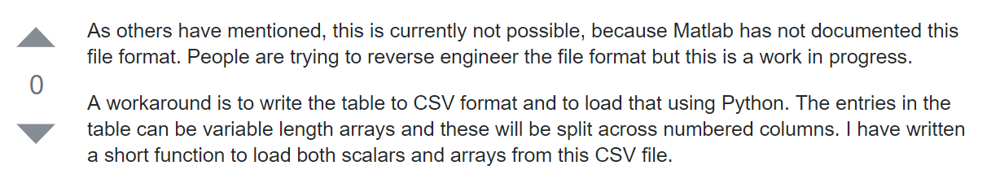 As others have mentioned, this is currently not possible, because Matlab has not documented this
file format. People are trying to reverse engineer the file format but this is a work in progress.
0
A workaround is to write the table to CSV format and to load that using Python. The entries in the
table can be variable length arrays and these will be split across numbered columns. I have written
a short function to load both scalars and arrays from this CSV file.